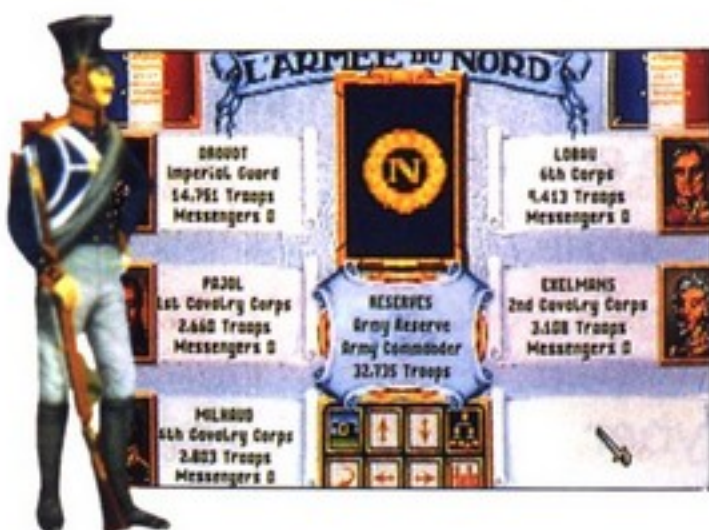 L'ARMÉE DU NORD
DROUOT
Imperial Guard
14.751 Troops
Messengers 0
LOBAU
6th Corps
9.413 Troops
Messengers 0
N
PAJOL
1st Cavalry Corps
2.660 Troops
Messengers 0
RESERVES
Army Reserve
Army Commander
32.735 Troops
EXELMANS
2nd Cavalry Corps
3.108 Troops
Messengers 0
MILHAUD
4th Cavalry Corps
2.803 Troops
Messengers 0